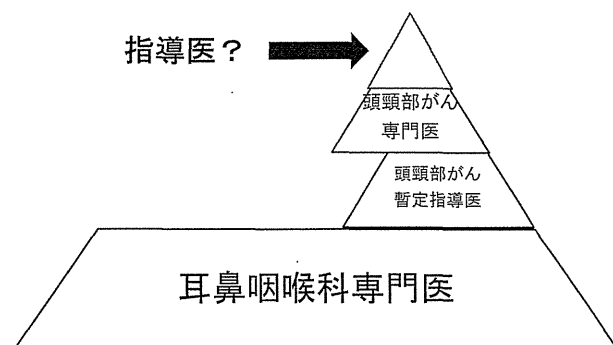 指導医？
頭頸部がん
専門医
頭頸部がん
暫定指導医
耳鼻咽喉科専門医